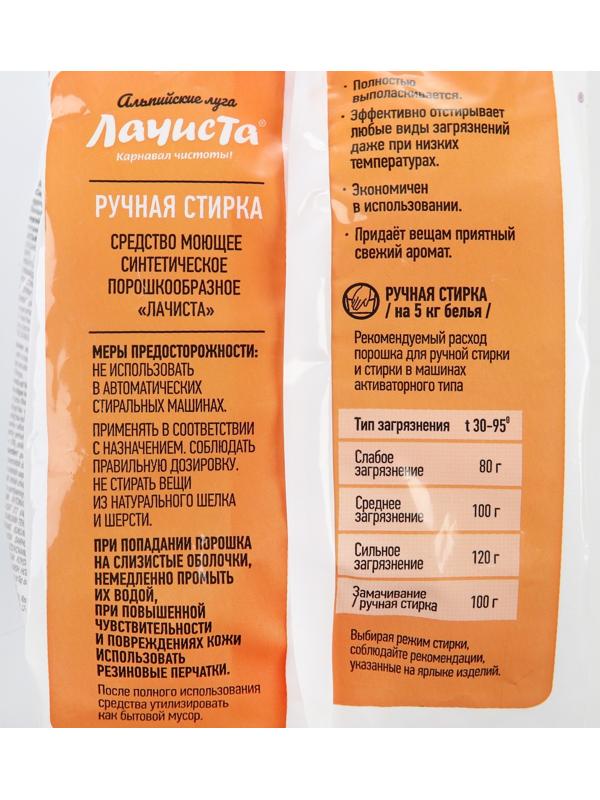 Альпийские луга
Лачиста®
Карнавал чистоты!
РУЧНАЯ СТИРКА
СРЕДСТВО МОЮЩЕЕ
СИНТЕТИЧЕСКОЕ
ПОРОШКООБРАЗНОЕ
«ЛАЧИСТА»
МЕРЫ ПРЕДОСТОРОЖНОСТИ:
НЕ ИСПОЛЬЗОВАТЬ
В АВТОМАТИЧЕСКИХ
СТИРАЛЬНЫХ МАШИНАХ.
ПРИМЕНЯТЬ В СООТВЕТСТВИИ
С НАЗНАЧЕНИЕМ. СОБЛЮДАТЬ
ПРАВИЛЬНУЮ ДОЗИРОВКУ.
НЕ СТИРАТЬ ВЕЩИ
ИЗ НАТУРАЛЬНОГО ШЕЛКА
И ШЕРСТИ.
ПРИ ПОПАДАНИИ ПОРОШКА
НА СЛИЗИСТЫЕ ОБОЛОЧКИ,
НЕМЕДЛЕННО ПРОМЫТЬ
ИХ ВОДОЙ,
ПРИ ПОВЫШЕННОЙ
ЧУВСТВИТЕЛЬНОСТИ
И ПОВРЕЖДЕНИЯХ КОЖИ
ИСПОЛЬЗОВАТЬ
РЕЗИНОВЫЕ ПЕРЧАТКИ.
После полного использования
средства утилизировать
как бытовой мусор.
· Полностью
выполаскивается.
· Эффективно отстирывает
любые виды загрязнений
даже при низких
температурах.
· Экономичен
в использовании.
· Придаёт вещам приятный
свежий аромат.
РУЧНАЯ СТИРКА
/ на 5 кг белья /
Рекомендуемый расход
порошка для ручной стирки
и стирки в машинах
активаторного типа
Тип загрязнения t 30-95⁰
Слабое
загрязнение 80 г
Среднее
загрязнение 100 г
Сильное
загрязнение 120 г
Замачивание
/ручная стирка 100 г
Выбирая режим стирки,
соблюдайте рекомендации,
указанные на ярлыке изделий.